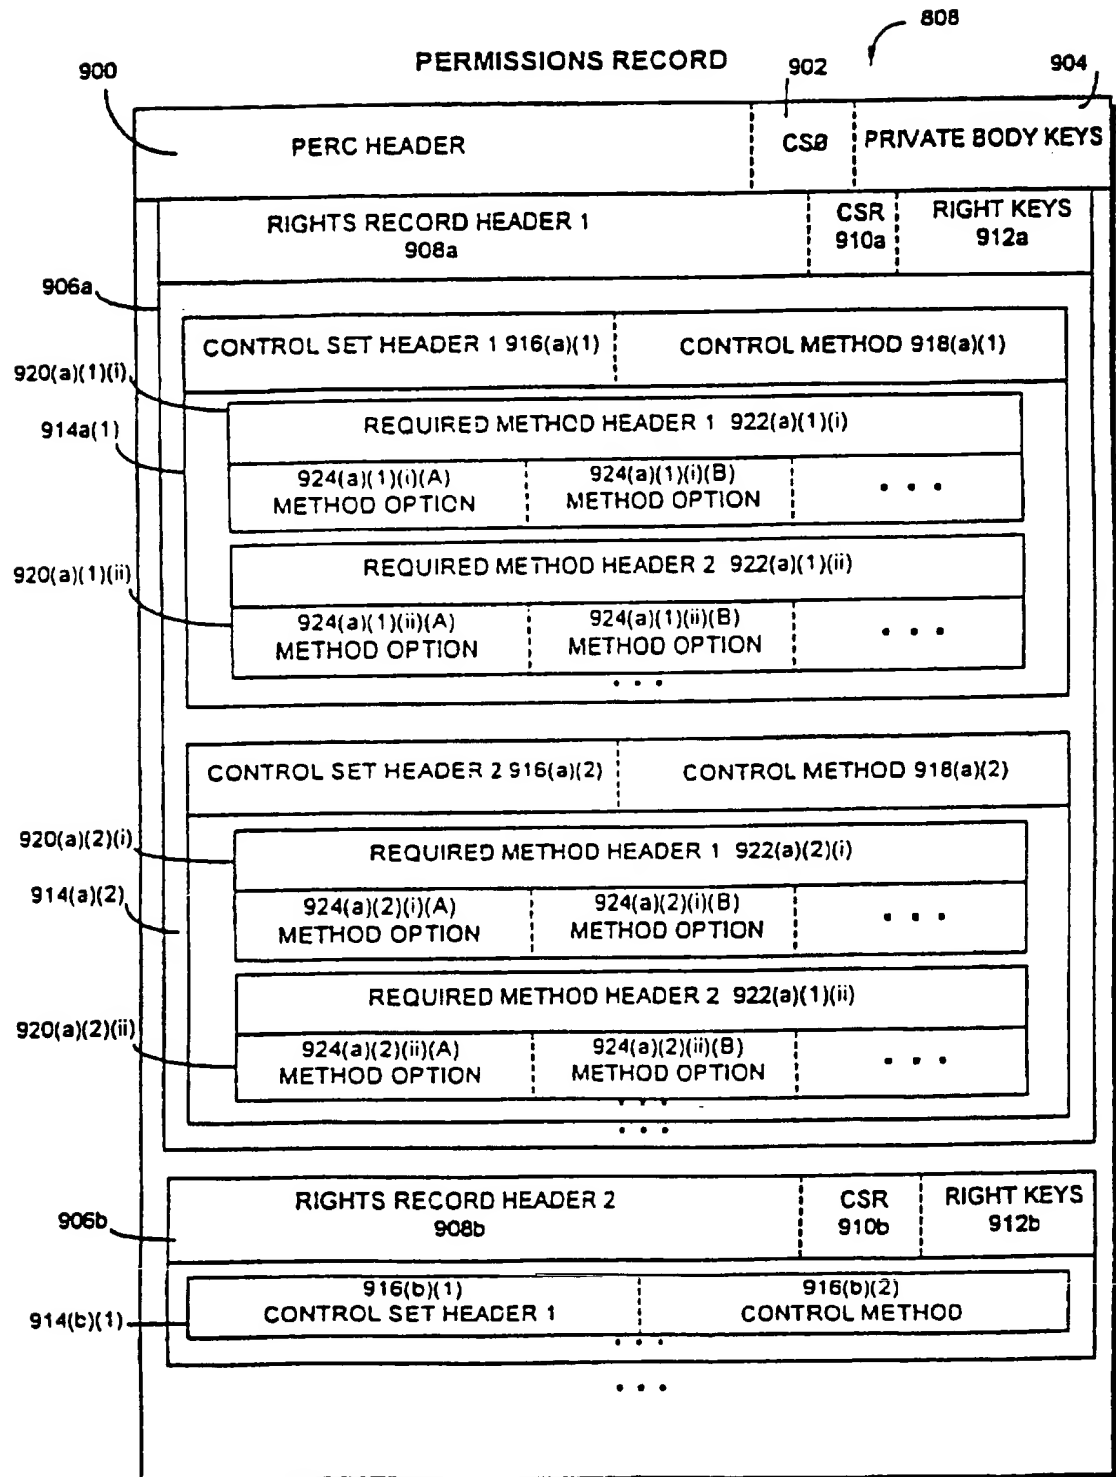 808
PERMISSIONS RECORD
900
902
904
PERC HEADER
CSØ
PRIVATE BODY KEYS
RIGHTS RECORD HEADER 1
908a
CSR
910a
RIGHT KEYS
912a
906a
CONTROL SET HEADER 1 916(a)(1)
CONTROL METHOD 918(a)(1)
920(a)(1)(i)
914a(1)
REQUIRED METHOD HEADER 1 922(a)(1)(i)
924(a)(1)(i)(A)
METHOD OPTION
924(a)(1)(i)(B)
METHOD OPTION
• • •
920(a)(1)(ii)
REQUIRED METHOD HEADER 2 922(a)(1)(ii)
924(a)(1)(ii)(A)
METHOD OPTION
924(a)(1)(ii)(B)
METHOD OPTION
• • •
• • •
CONTROL SET HEADER 2 916(a)(2)
CONTROL METHOD 918(a)(2)
920(a)(2)(i)
914(a)(2)
REQUIRED METHOD HEADER 1 922(a)(2)(i)
924(a)(2)(i)(A)
METHOD OPTION
924(a)(2)(i)(B)
METHOD OPTION
• • •
920(a)(2)(ii)
REQUIRED METHOD HEADER 2 922(a)(1)(ii)
924(a)(2)(ii)(A)
METHOD OPTION
924(a)(2)(ii)(B)
METHOD OPTION
• • •
• • •
• • •
906b
RIGHTS RECORD HEADER 2
908b
CSR
910b
RIGHT KEYS
912b
914(b)(1)
916(b)(1)
CONTROL SET HEADER 1
916(b)(2)
CONTROL METHOD
• • •
• • •